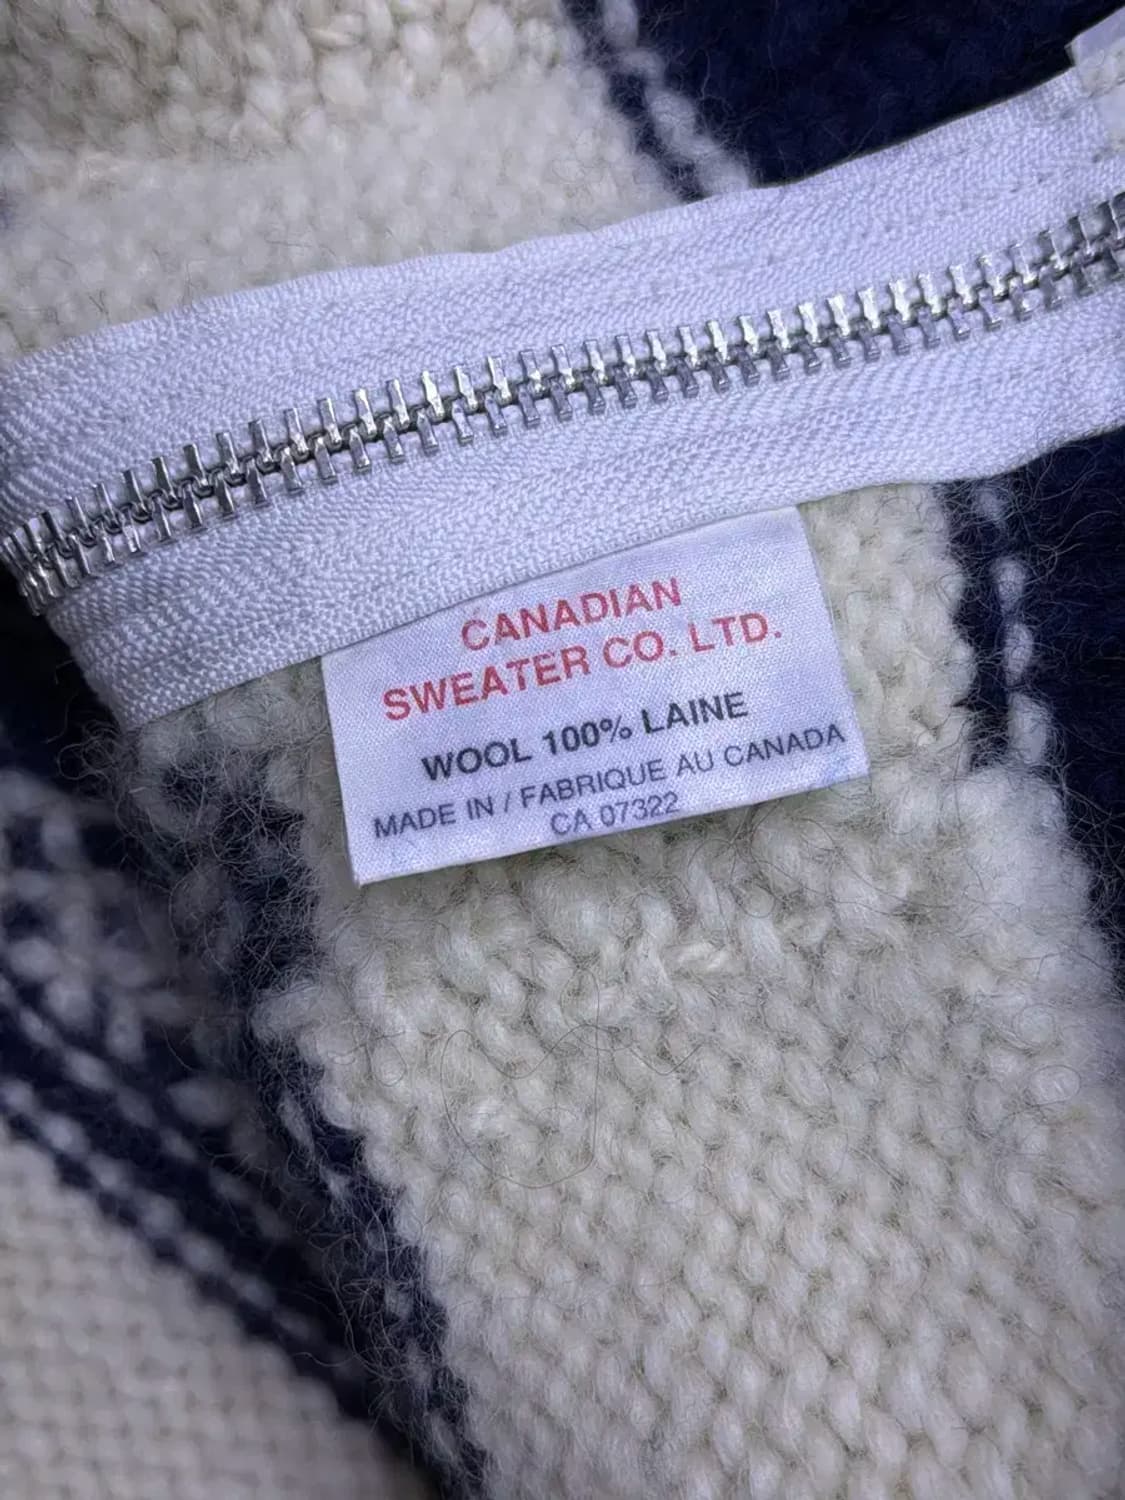 CANADIAN
SWEATER CO. LTD.
WOOL 100% LAINE
MADE IN / FABRIQUE AU CANADA
CA 07322